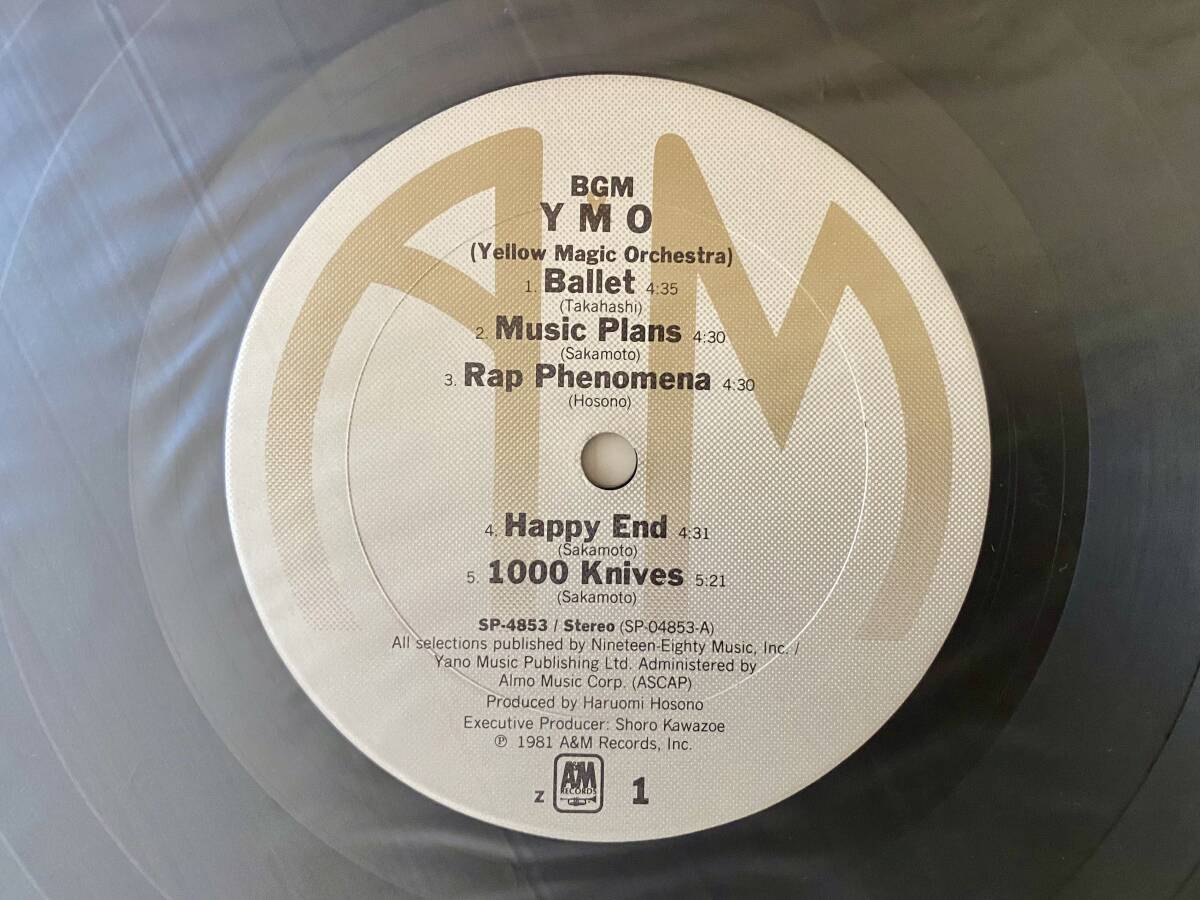 BGM
Y M O
(Yellow Magic Orchestra)
1. Ballet 4:35
(Takahashi)
2. Music Plans 4:30
(Sakamoto)
3. Rap Phenomena 4:30
(Hosono)
4. Happy End 4:31
(Sakamoto)
5. 1000 Knives 5:21
(Sakamoto)
SP-4853 / Stereo (SP-04853-A)
All selections published by Nineteen-Eighty Music, Inc. /
Yano Music Publishing Ltd. Administered by
Almo Music Corp. (ASCAP)
Produced by Haruomi Hosono
Executive Producer: Shoro Kawazoe
℗ 1981 A&M Records, Inc.
z A&M RECORDS 1